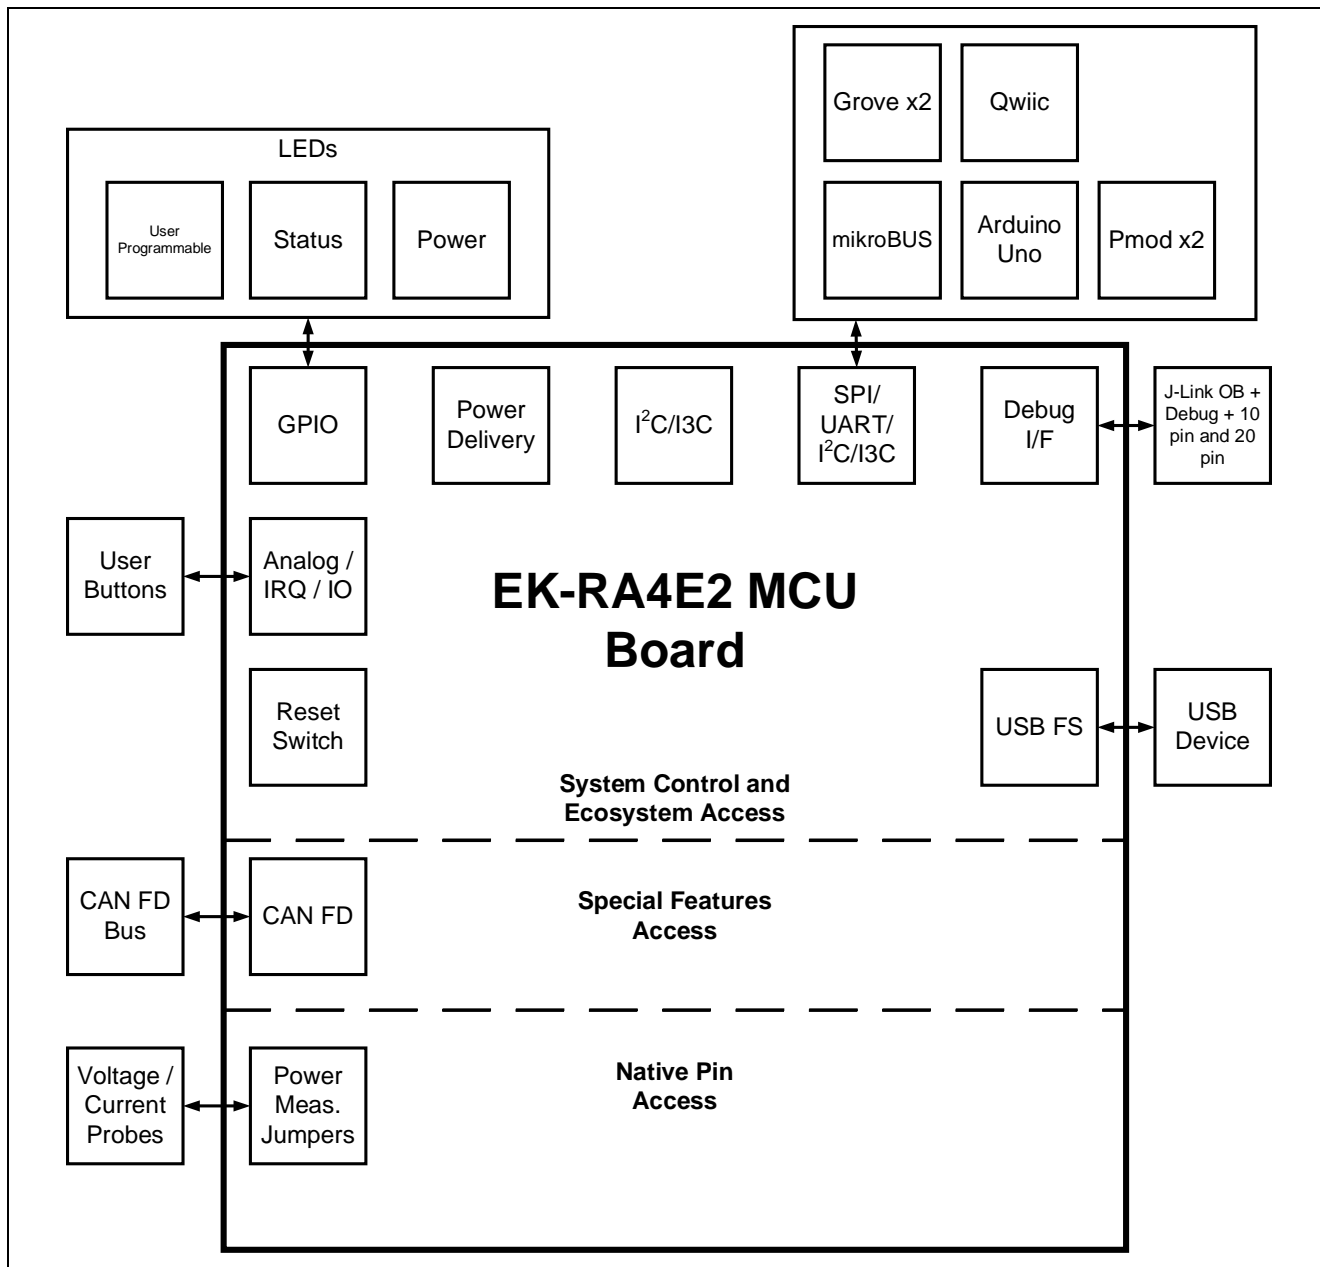 Grove x2
Qwiic
LEDs
User
Programmable
Status
Power
mikroBUS
Arduino
Uno
Pmod x2
GPIO
Power
Delivery
I²C/I3C
SPI/
UART/
I²C/I3C
Debug
I/F
J-Link OB +
Debug + 10
pin and 20
pin
User
Buttons
Analog /
IRQ / IO
EK-RA4E2 MCU
Board
Reset
Switch
USB FS
USB
Device
System Control and
Ecosystem Access
CAN FD
Bus
CAN FD
Special Features
Access
Voltage /
Current
Probes
Power
Meas.
Jumpers
Native Pin
Access